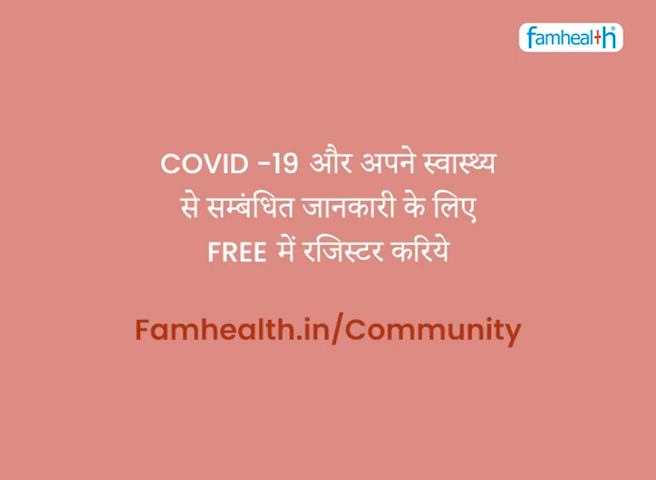 famhealth®
COVID -19 और अपने स्वास्थ्य
से सम्बंधित जानकारी के लिए
FREE में रजिस्टर करिये
Famhealth.in/Community